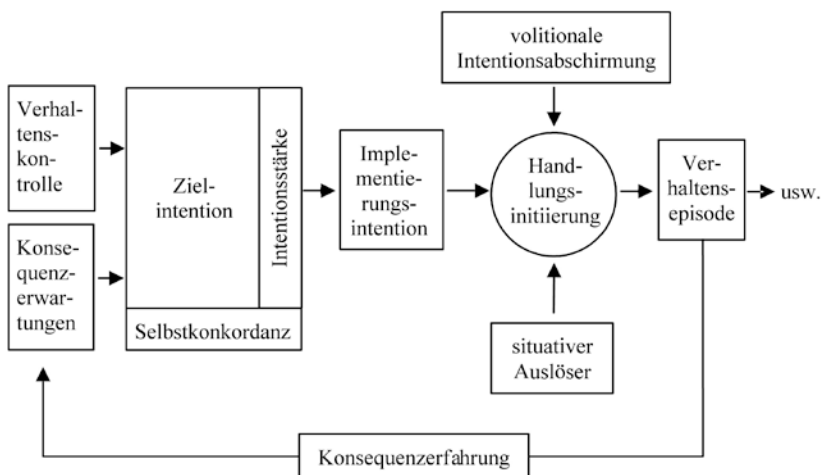 volitionale
Intentionsabschirmung
Verhal-
tens-
kon-
trolle
Konse-
quenz-
erwar-
tungen
Ziel-
intention
Intentionsstärke
Selbstkonkordanz
Imple-
mentie-
rungs-
intention
Hand-
lungs-
initiierung
situativer
Auslöser
Ver-
haltens-
episode
usw.
Konsequenzerfahrung